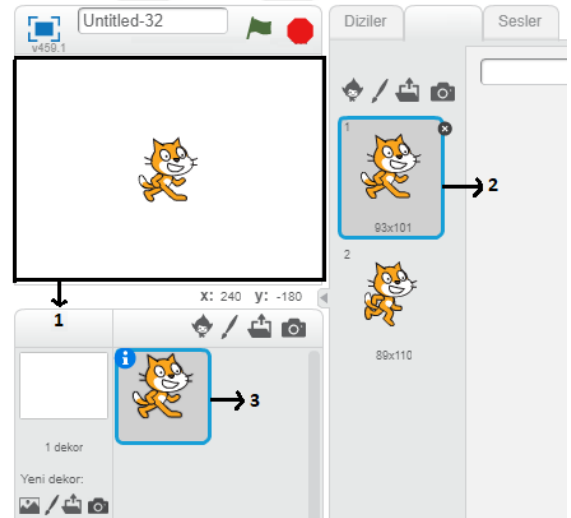 Untitled-32
v459.1
Diziler
Sesler
1
93x101
2
2
89x110
x: 240 y: -180
1
3
1 dekor
Yeni dekor: